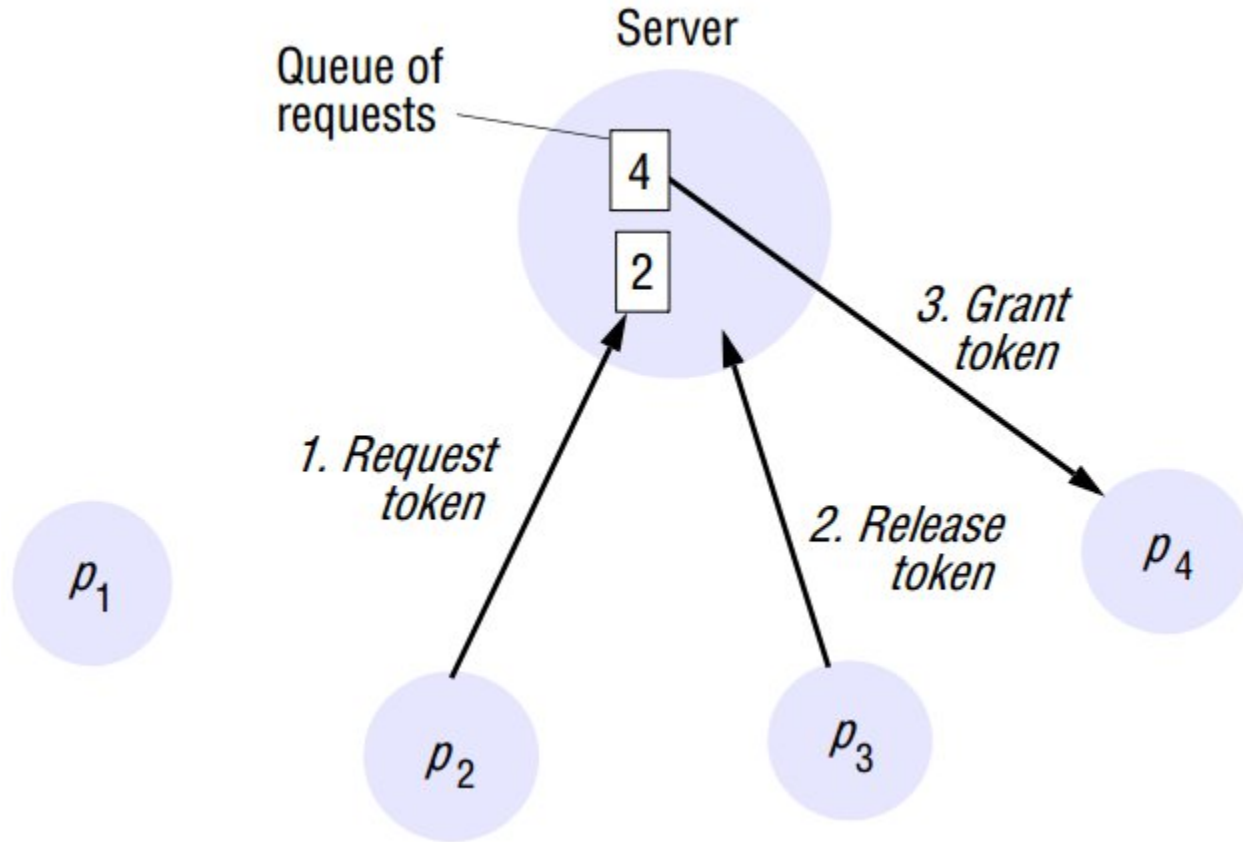 Server
Queue of
requests
4
2
3. Grant
token
1. Request
token
2. Release
token
p1
p2
p3
p4